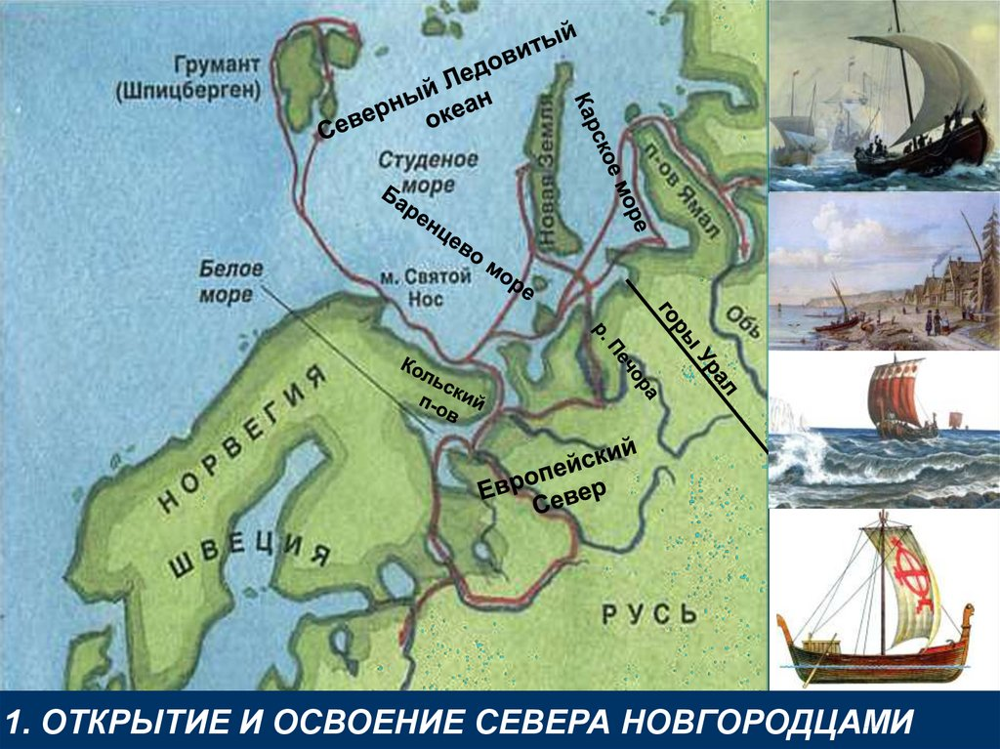 Грумант
(Шпицберген)
Северный Ледовитый
океан
Студеное
море
Баренцево море
Новая Земля
Карское море
п-ов Ямал
Белое
море
м. Святой
Нос
Обь
горы Урал
р. Печора
Кольский
п-ов
НОРВЕГИЯ
ШВЕЦИЯ
Европейский
Север
РУСЬ
1. ОТКРЫТИЕ И ОСВОЕНИЕ СЕВЕРА НОВГОРОДЦАМИ